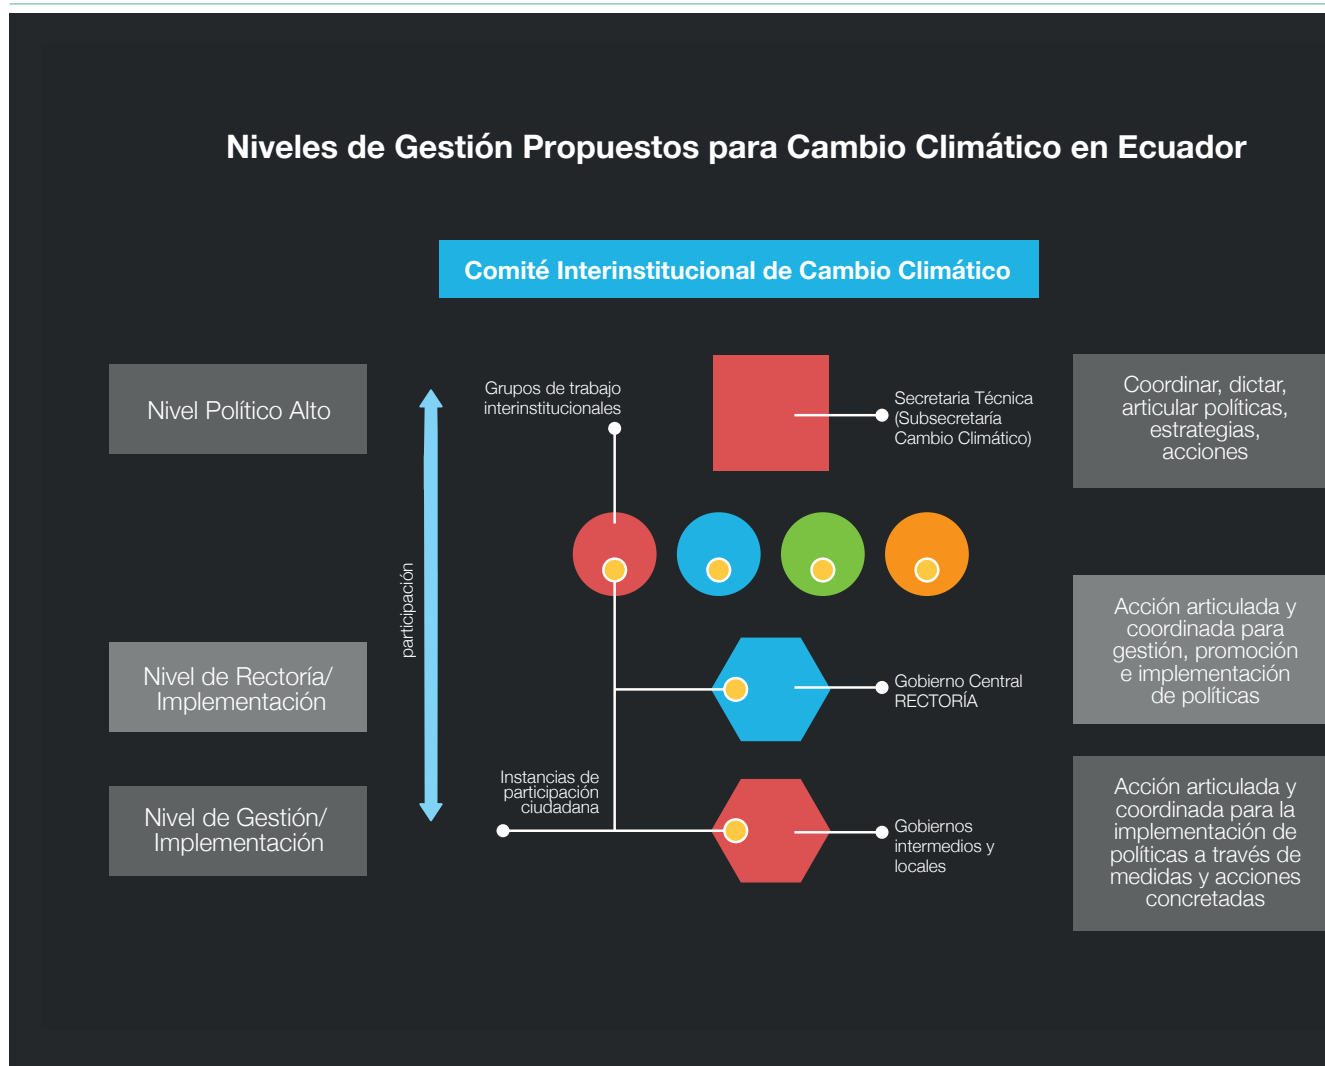 Niveles de Gestión Propuestos para Cambio Climático en Ecuador
Comité Interinstitucional de Cambio Climático
Nivel Político Alto
Grupos de trabajo
interinstitucionales
Secretaria Técnica
(Subsecretaría
Cambio Climático)
Coordinar, dictar,
articular políticas,
estrategias,
acciones
participación
Nivel de Rectoría/
Implementación
Gobierno Central
RECTORÍA
Acción articulada y
coordinada para
gestión, promoción
e implementación
de políticas
Nivel de Gestión/
Implementación
Instancias de
participación
ciudadana
Gobiernos
intermedios y
locales
Acción articulada y
coordinada para la
implementación de
políticas a través de
medidas y acciones
concretadas